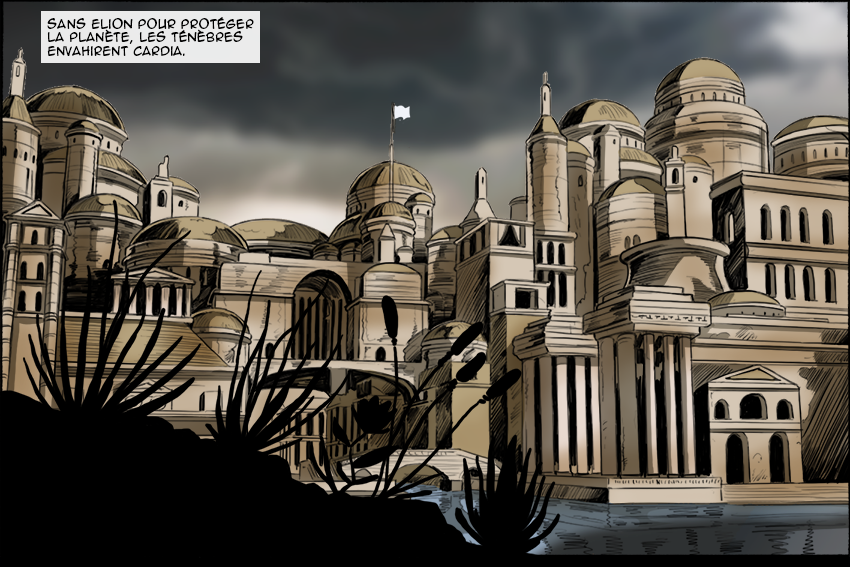 SANS ELION POUR PROTÉGER
LA PLANÈTE, LES TÉNÈBRES
ENVAHIRENT CARDIA.